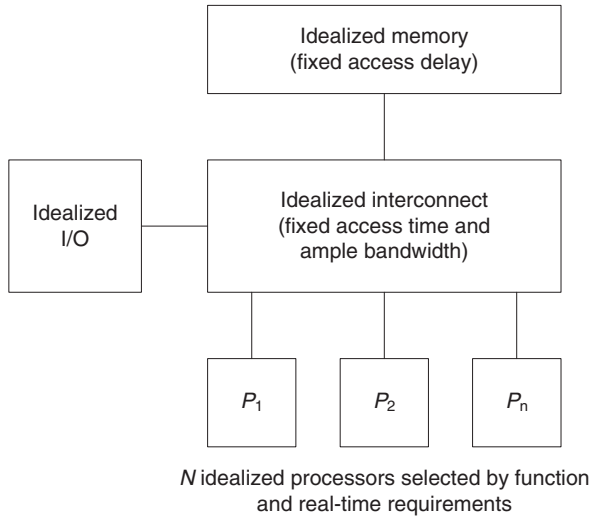 Idealized memory
(fixed access delay)
Idealized
I/O
Idealized interconnect
(fixed access time and
ample bandwidth)
P1
P2
Pn
N idealized processors selected by function
and real-time requirements